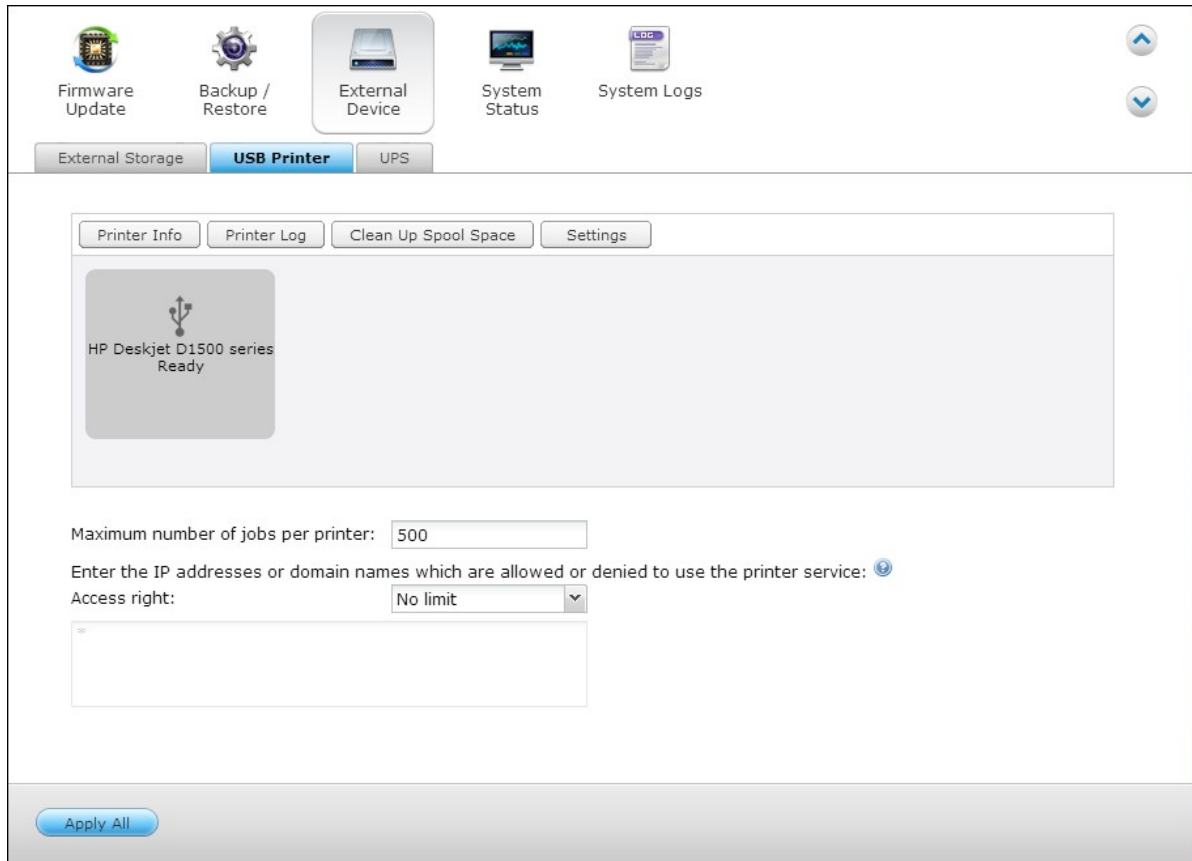 LOG
Firmware
Update
Backup /
Restore
External
Device
System
Status
System Logs
External Storage
USB Printer
UPS
Printer Info
Printer Log
Clean Up Spool Space
Settings
HP Deskjet D1500 series
Ready
Maximum number of jobs per printer:
500
Enter the IP addresses or domain names which are allowed or denied to use the printer service:
Access right:
No limit
*
Apply All